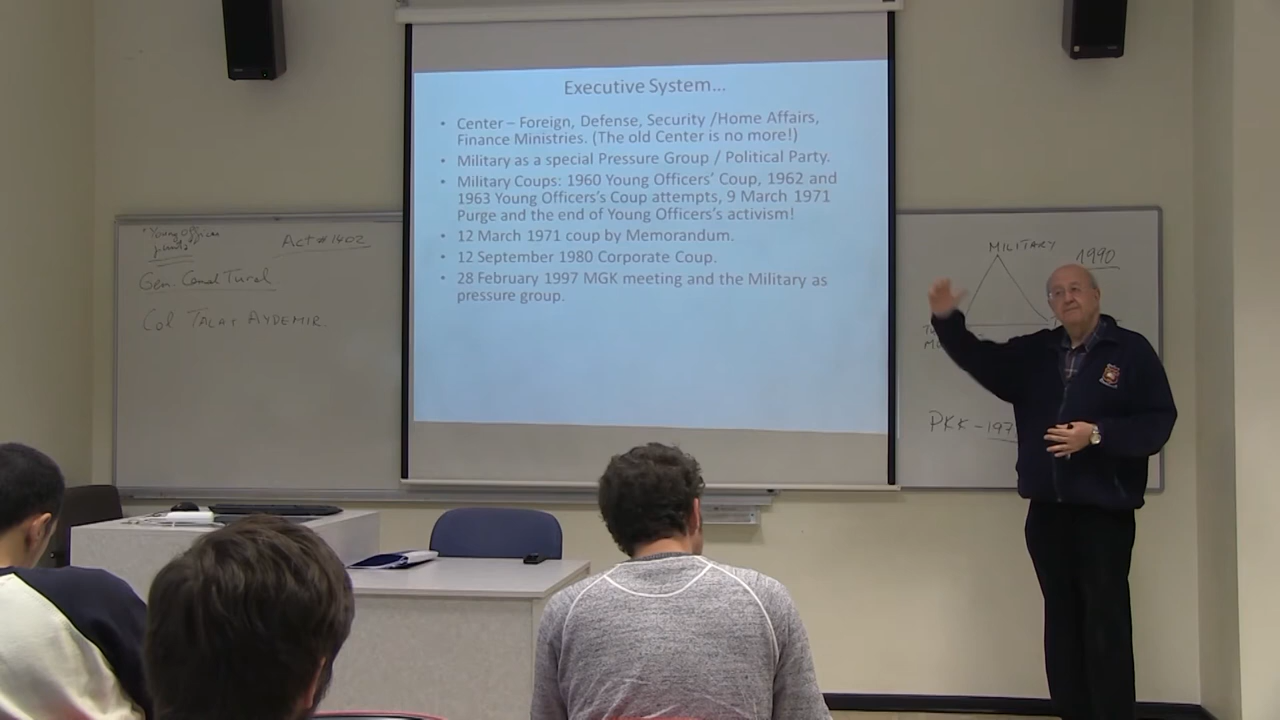 Executive System...
• Center – Foreign, Defense, Security /Home Affairs,
Finance Ministries. (The old Center is no more!)
• Military as a special Pressure Group / Political Party.
• Military Coups: 1960 Young Officers' Coup, 1962 and
1963 Young Officers's Coup attempts, 9 March 1971
Purge and the end of Young Officers's activism!
• 12 March 1971 coup by Memorandum.
• 12 September 1980 Corporate Coup.
• 28 February 1997 MGK meeting and the Military as
pressure group.
"Young Officer
Act # 1402
Gen. Cemal Tural
Col TALAT AYDEMIR.
MILITARY
1990
PKK - 197